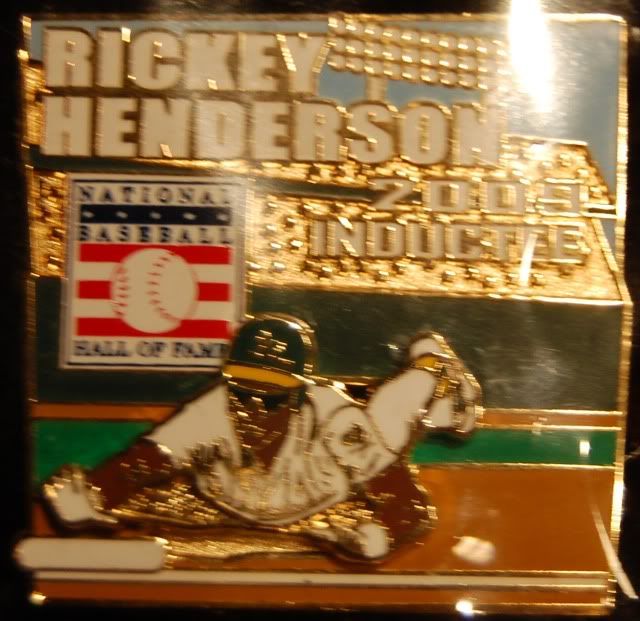 RICKEY
HENDERSON
2009
INDUCTEE
NATIONAL
BASEBALL
HALL OF FAME